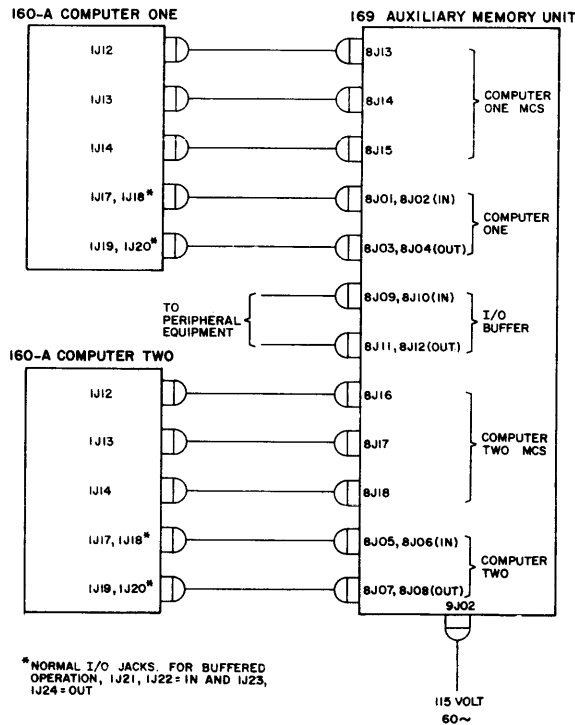 160-A COMPUTER ONE
169 AUXILIARY MEMORY UNIT
1J12
8J13
1J13
8J14
COMPUTER
ONE MCS
1J14
8J15
1J17, 1J18*
8J01, 8J02 (IN)
COMPUTER
ONE
1J19, 1J20*
8J03, 8J04 (OUT)
TO
PERIPHERAL
EQUIPMENT
8J09, 8J10 (IN)
I/O
BUFFER
8J11, 8J12 (OUT)
160-A COMPUTER TWO
1J12
8J16
1J13
8J17
COMPUTER
TWO MCS
1J14
8J18
1J17, 1J18*
8J05, 8J06 (IN)
COMPUTER
TWO
1J19, 1J20*
8J07, 8J08 (OUT)
9J02
*NORMAL I/O JACKS. FOR BUFFERED
OPERATION, 1J21, 1J22 = IN AND 1J23,
1J24 = OUT
115 VOLT
60~